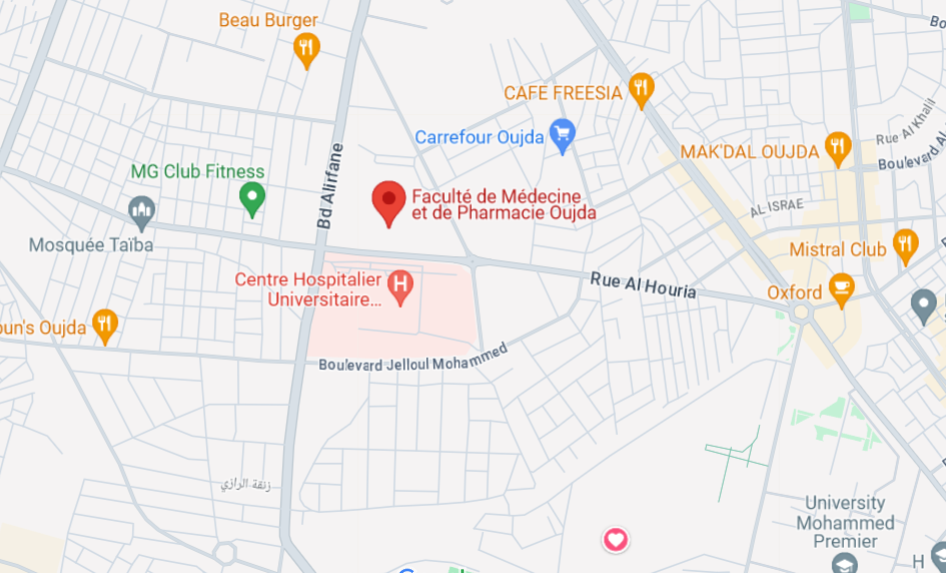 Beau Burger
Bo
CAFE FREESIA
Rue Al Khalil
Carrefour Oujda
MAK'DAL OUJDA
Boulevard Al
MG Club Fitness
Bd Alirfane
Faculté de Médecine
et de Pharmacie Oujda
AL ISRAE
Mosquée Taïba
Mistral Club
Centre Hospitalier
Universitaire...
Rue Al Houria
Oxford
oun's Oujda
Boulevard Jelloul Mohammed
زنقة الرازي
University
Mohammed
Premier
H